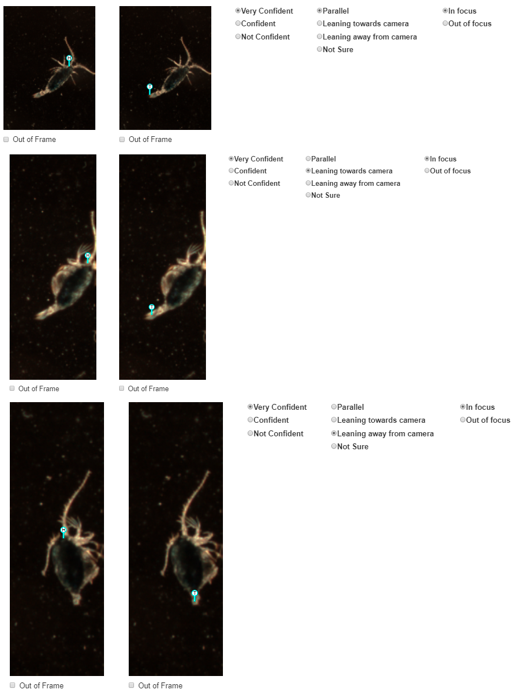 Very Confident Parallel In focus
Confident Leaning towards camera Out of focus
Not Confident Leaning away from camera
Not Sure
Out of Frame Out of Frame
Very Confident Parallel In focus
Confident Leaning towards camera Out of focus
Not Confident Leaning away from camera
Not Sure
Out of Frame Out of Frame
Very Confident Parallel In focus
Confident Leaning towards camera Out of focus
Not Confident Leaning away from camera
Not Sure
Out of Frame Out of Frame